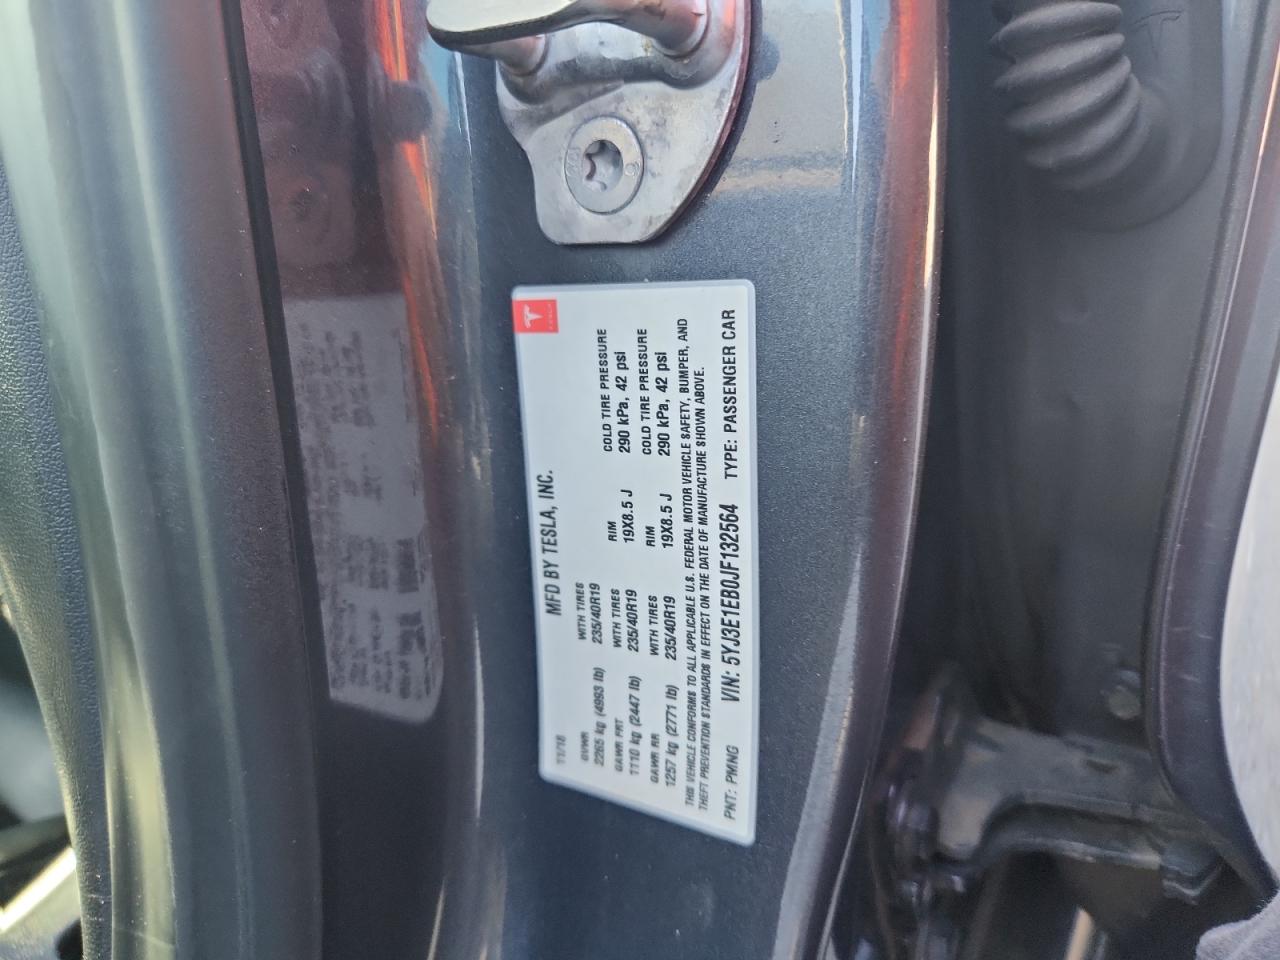 TESLA
MFD BY TESLA, INC.
11/18
GVWR WITH TIRES RIM COLD TIRE PRESSURE
2265 kg (4993 lb) 235/40R19 19X8.5 J 290 kPa, 42 psi
GAWR FRT WITH TIRES RIM COLD TIRE PRESSURE
1110 kg (2447 lb) 235/40R19 19X8.5 J 290 kPa, 42 psi
GAWR RR WITH TIRES
1257 kg (2771 lb) 235/40R19
THIS VEHICLE CONFORMS TO ALL APPLICABLE U.S. FEDERAL MOTOR VEHICLE SAFETY, BUMPER, AND
THEFT PREVENTION STANDARDS IN EFFECT ON THE DATE OF MANUFACTURE SHOWN ABOVE.
PNT: PMNG VIN: 5YJ3E1EB0JF132564 TYPE: PASSENGER CAR